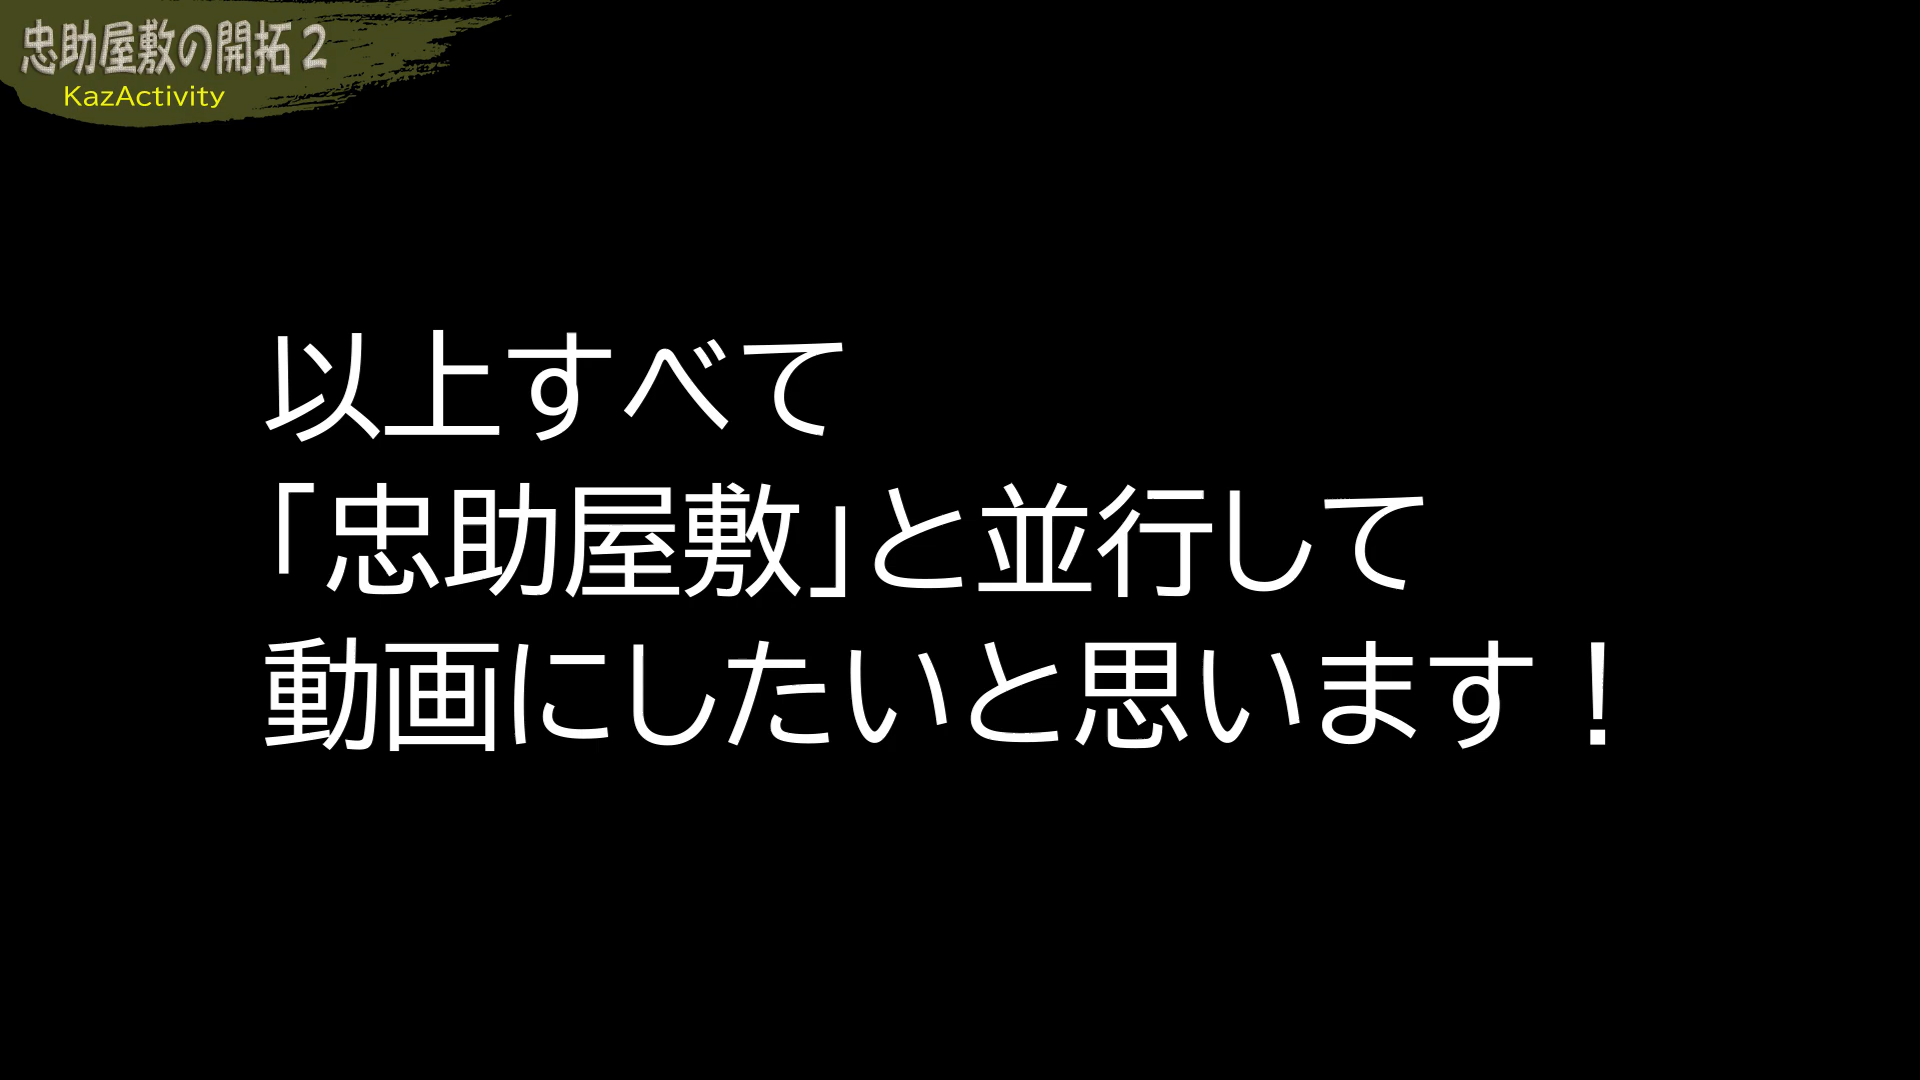 忠助屋敷の開拓２
KazActivity
以上すべて
「忠助屋敷」と並行して
動画にしたいと思います！